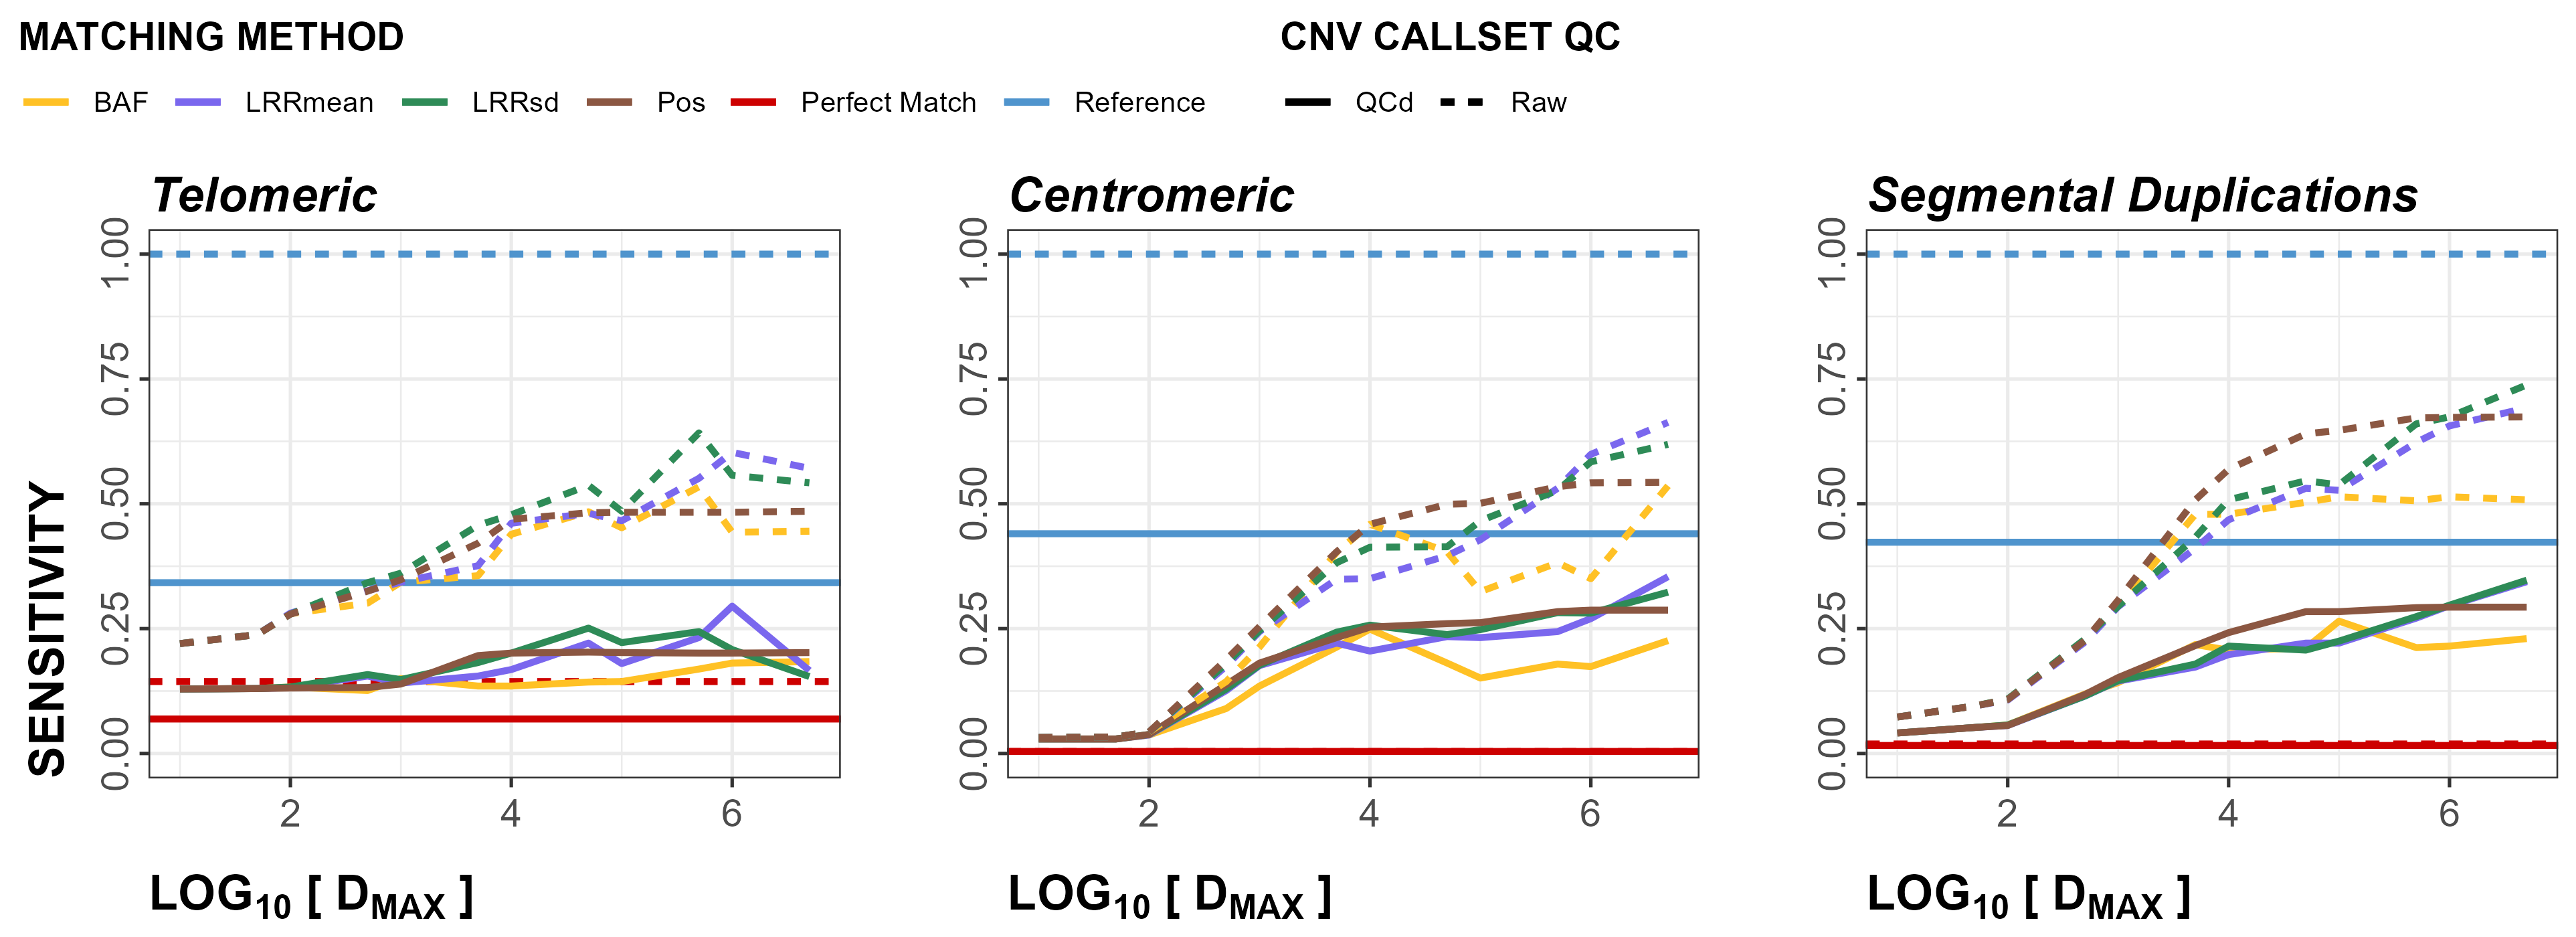 MATCHING METHOD
CNV CALLSET QC
BAF LRRmean LRRsd Pos Perfect Match Reference
QCd Raw
Telomeric
Centromeric
Segmental Duplications
SENSITIVITY
1.00
0.75
0.50
0.25
0.00
1.00
0.75
0.50
0.25
0.00
1.00
0.75
0.50
0.25
0.00
2 4 6
2 4 6
2 4 6
LOG10 [ DMAX ]
LOG10 [ DMAX ]
LOG10 [ DMAX ]